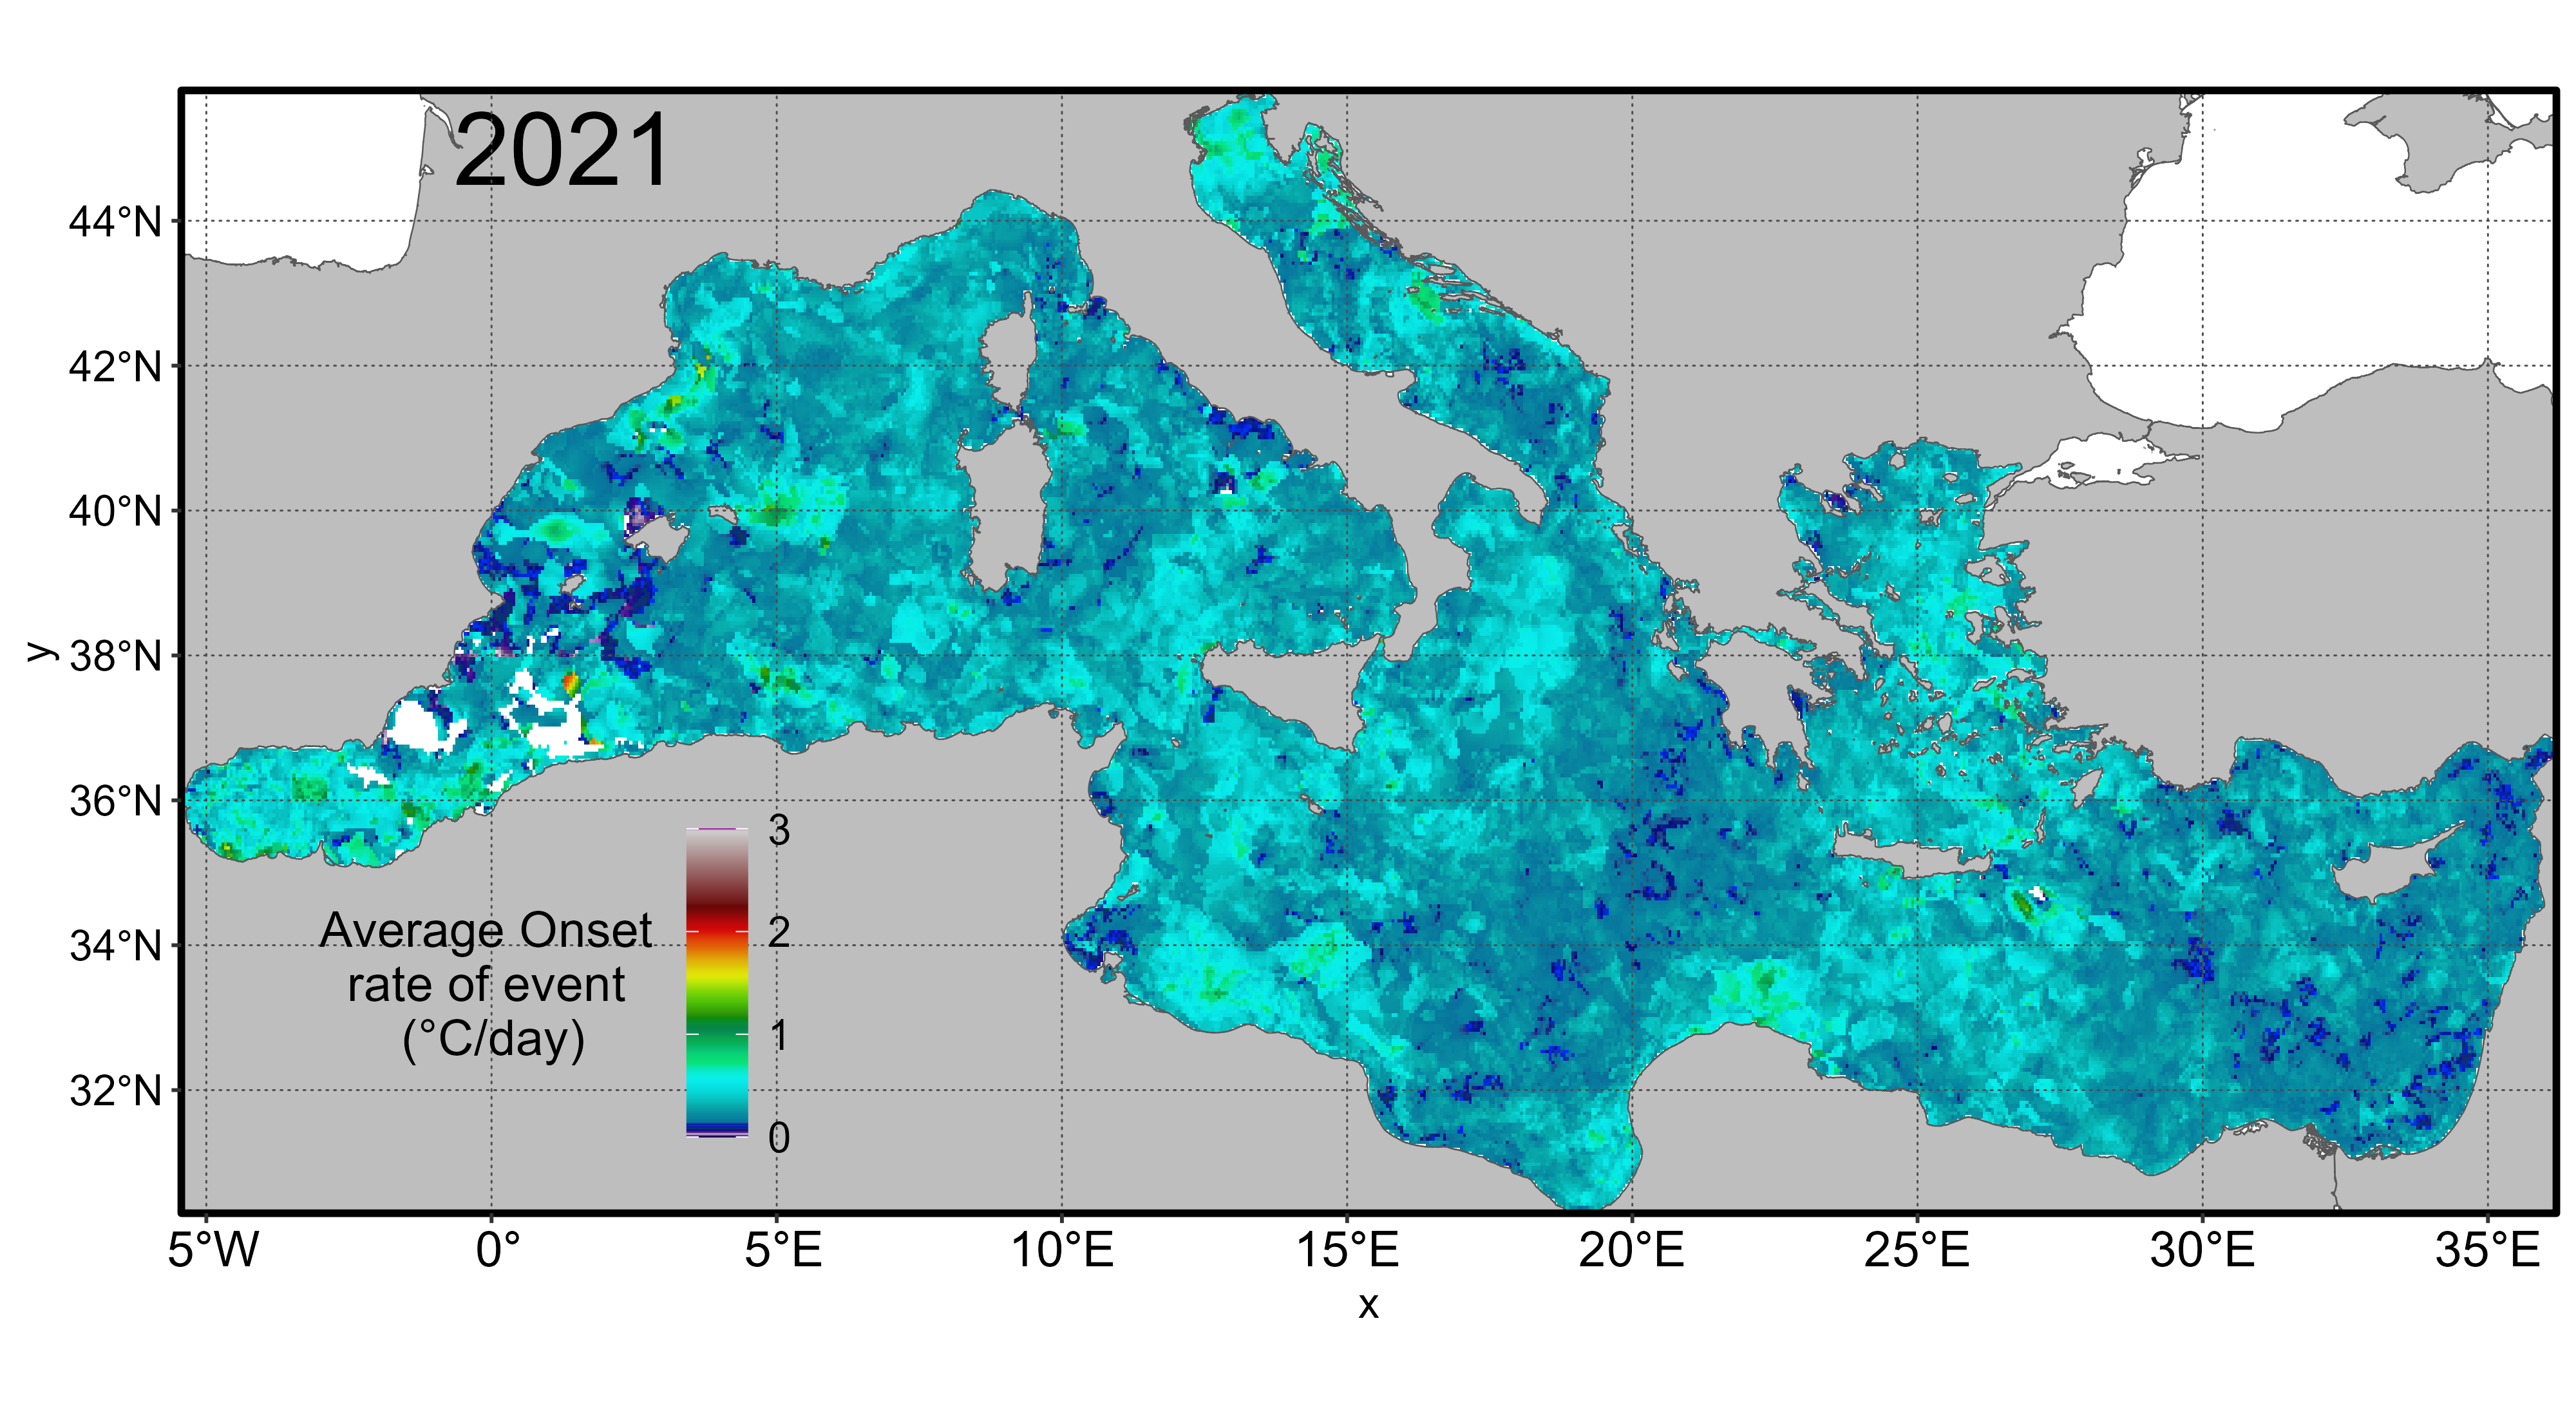 2021
44°N
42°N
40°N
38°N
36°N
34°N
32°N
y
Average Onset
rate of event
(°C/day)
3
2
1
0
5°W
0°
5°E
10°E
15°E
20°E
25°E
30°E
35°E
x